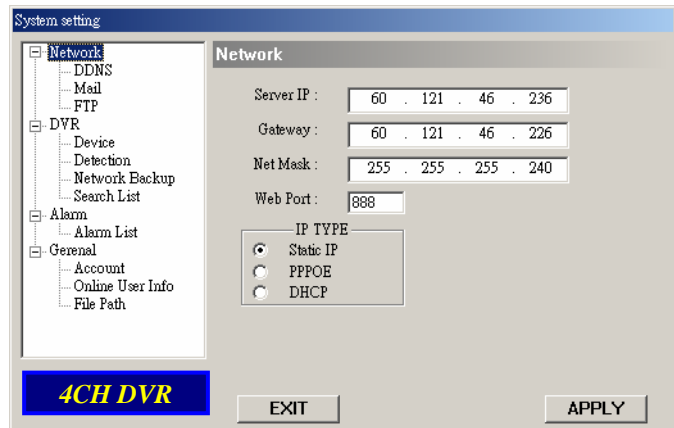 System setting
Network
DDNS
Mail
FTP
DVR
Device
Detection
Network Backup
Search List
Alarm
Alarm List
Gerenal
Account
Online User Info
File Path
4CH DVR
Network
Server IP : 60 . 121 . 46 . 236
Gateway : 60 . 121 . 46 . 226
Net Mask : 255 . 255 . 255 . 240
Web Port : 888
IP TYPE
Static IP
PPPOE
DHCP
EXIT
APPLY